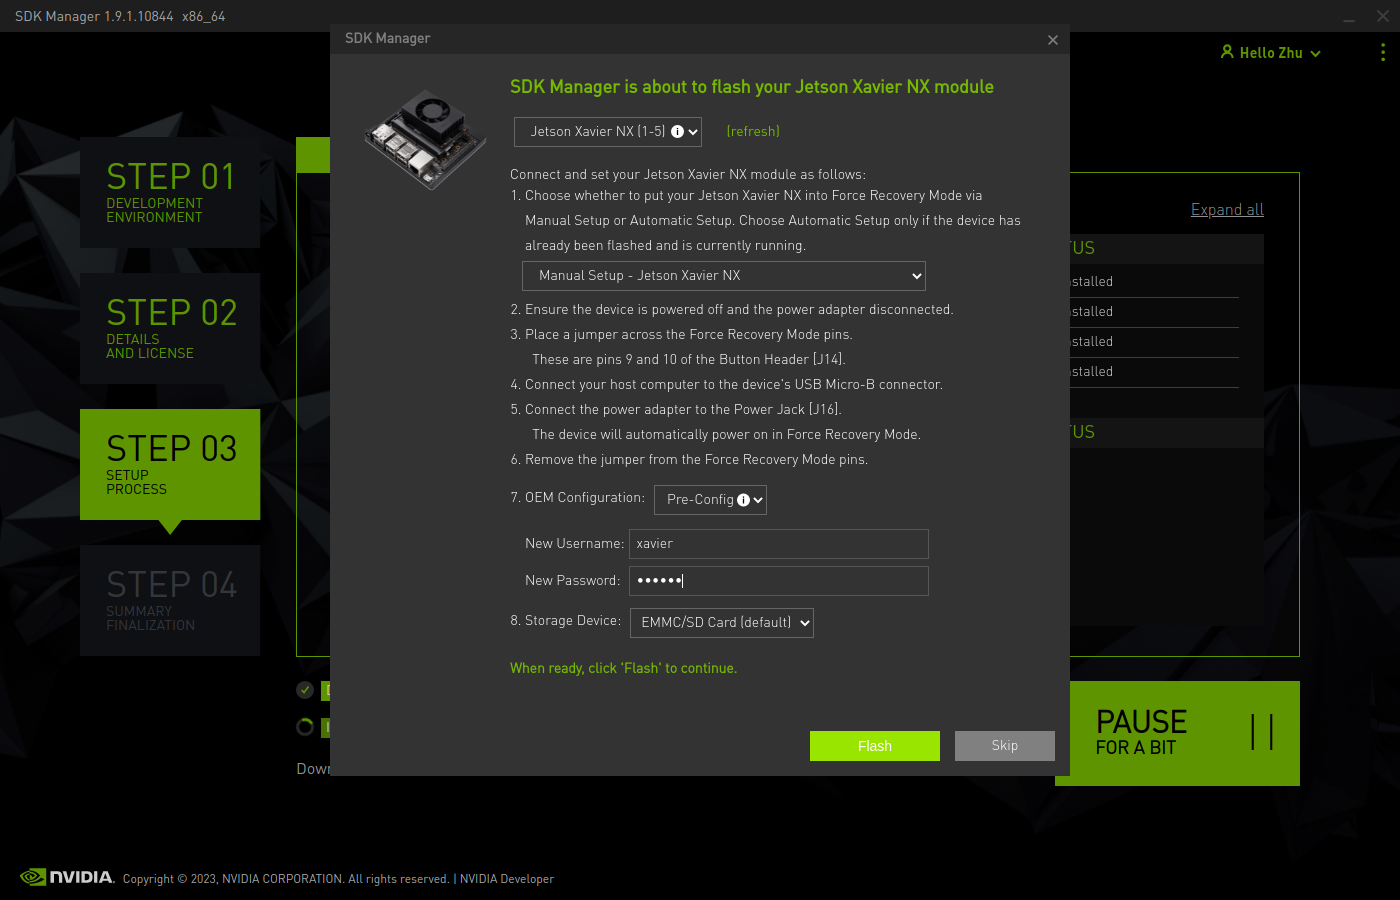 SDK Manager 1.9.1.10844 x86_64
SDK Manager
Hello Zhu
SDK Manager is about to flash your Jetson Xavier NX module
Jetson Xavier NX (1-5)
(refresh)
Connect and set your Jetson Xavier NX module as follows:
1. Choose whether to put your Jetson Xavier NX into Force Recovery Mode via
Manual Setup or Automatic Setup. Choose Automatic Setup only if the device has
already been flashed and is currently running.
Manual Setup - Jetson Xavier NX
2. Ensure the device is powered off and the power adapter disconnected.
3. Place a jumper across the Force Recovery Mode pins.
These are pins 9 and 10 of the Button Header [J14].
4. Connect your host computer to the device's USB Micro-B connector.
5. Connect the power adapter to the Power Jack [J16].
The device will automatically power on in Force Recovery Mode.
6. Remove the jumper from the Force Recovery Mode pins.
7. OEM Configuration: Pre-Config
New Username: xavier
New Password: ••••••
8. Storage Device: EMMC/SD Card (default)
When ready, click 'Flash' to continue.
Flash
Skip
STEP 01
DEVELOPMENT
ENVIRONMENT
STEP 02
DETAILS
AND LICENSE
STEP 03
SETUP
PROCESS
STEP 04
SUMMARY
FINALIZATION
Expand all
TUS
nstalled
nstalled
nstalled
nstalled
TUS
Dow
PAUSE
FOR A BIT
NVIDIA. Copyright © 2023, NVIDIA CORPORATION. All rights reserved. | NVIDIA Developer